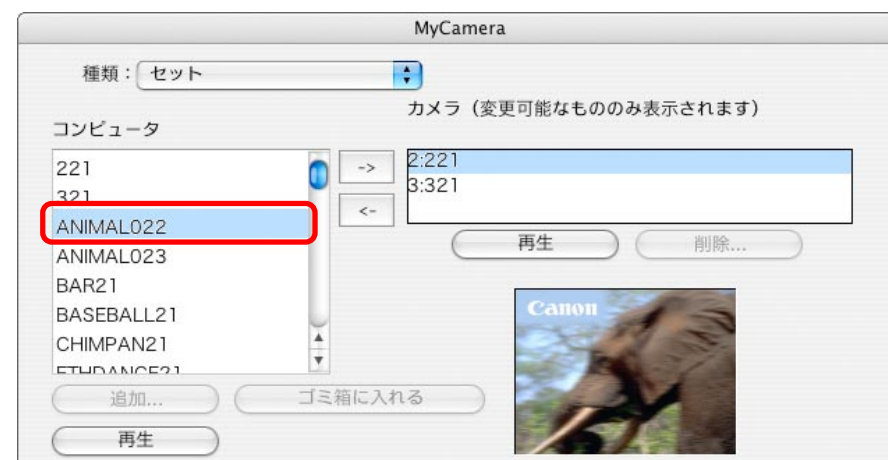 MyCamera
種類： セット
カメラ（変更可能なもののみ表示されます）
コンピュータ
221
321
ANIMAL022
ANIMAL023
BAR21
BASEBALL21
CHIMPAN21
ETHDANCE21
->
<-
2:221
3:321
再生
削除...
Canon
追加...
ゴミ箱に入れる
再生